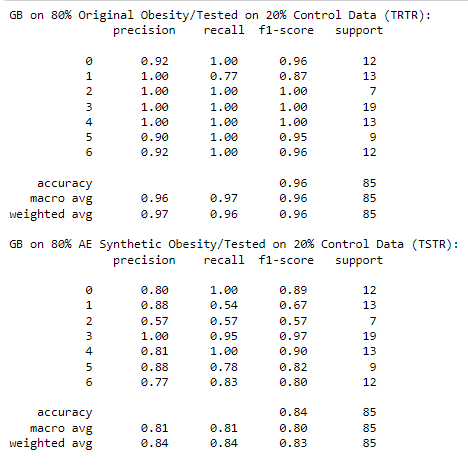 GB on 80% Original Obesity/Tested on 20% Control Data (TRTR):
precision recall f1-score support
0 0.92 1.00 0.96 12
1 1.00 0.77 0.87 13
2 1.00 1.00 1.00 7
3 1.00 1.00 1.00 19
4 1.00 1.00 1.00 13
5 0.90 1.00 0.95 9
6 0.92 1.00 0.96 12
accuracy 0.96 85
macro avg 0.96 0.97 0.96 85
weighted avg 0.97 0.96 0.96 85
GB on 80% AE Synthetic Obesity/Tested on 20% Control Data (TSTR):
precision recall f1-score support
0 0.80 1.00 0.89 12
1 0.88 0.54 0.67 13
2 0.57 0.57 0.57 7
3 1.00 0.95 0.97 19
4 0.81 1.00 0.90 13
5 0.88 0.78 0.82 9
6 0.77 0.83 0.80 12
accuracy 0.84 85
macro avg 0.81 0.81 0.80 85
weighted avg 0.84 0.84 0.83 85